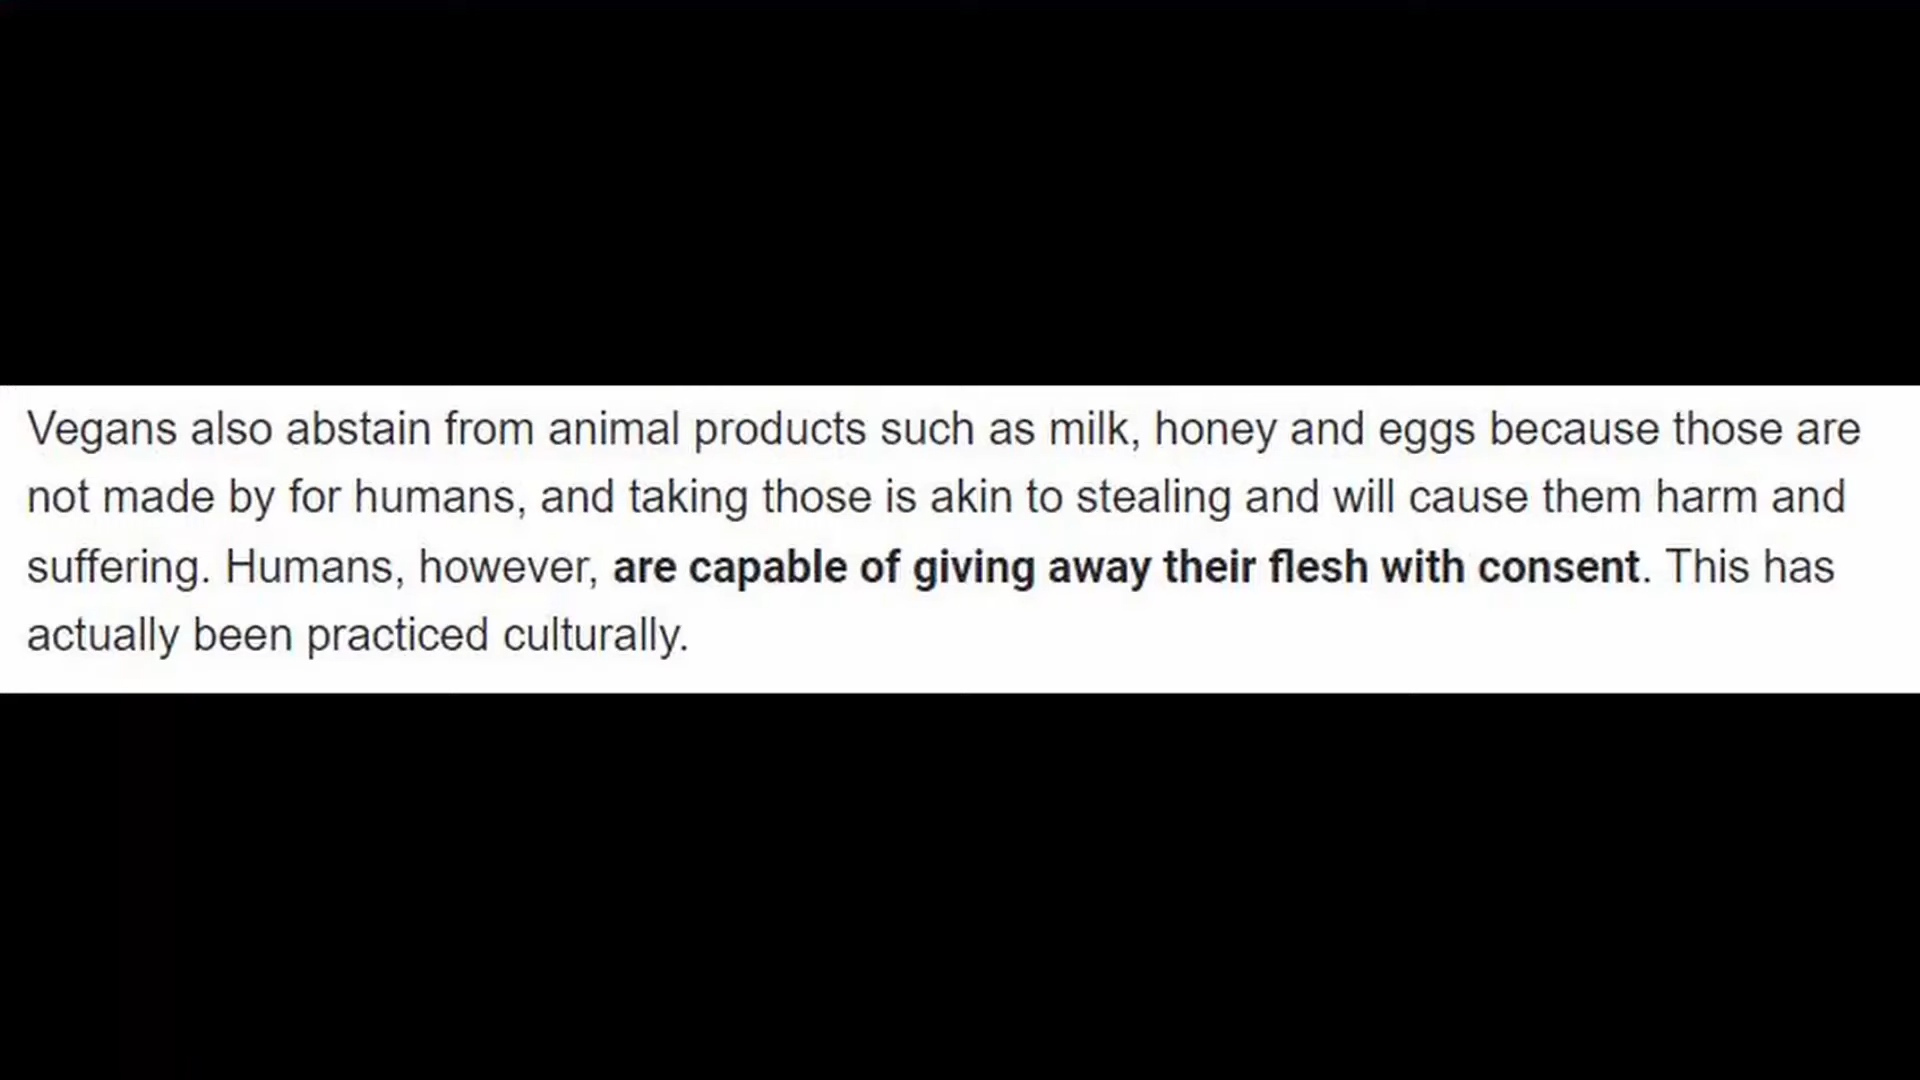 Vegans also abstain from animal products such as milk, honey and eggs because those are
not made by for humans, and taking those is akin to stealing and will cause them harm and
suffering. Humans, however, are capable of giving away their flesh with consent. This has
actually been practiced culturally.